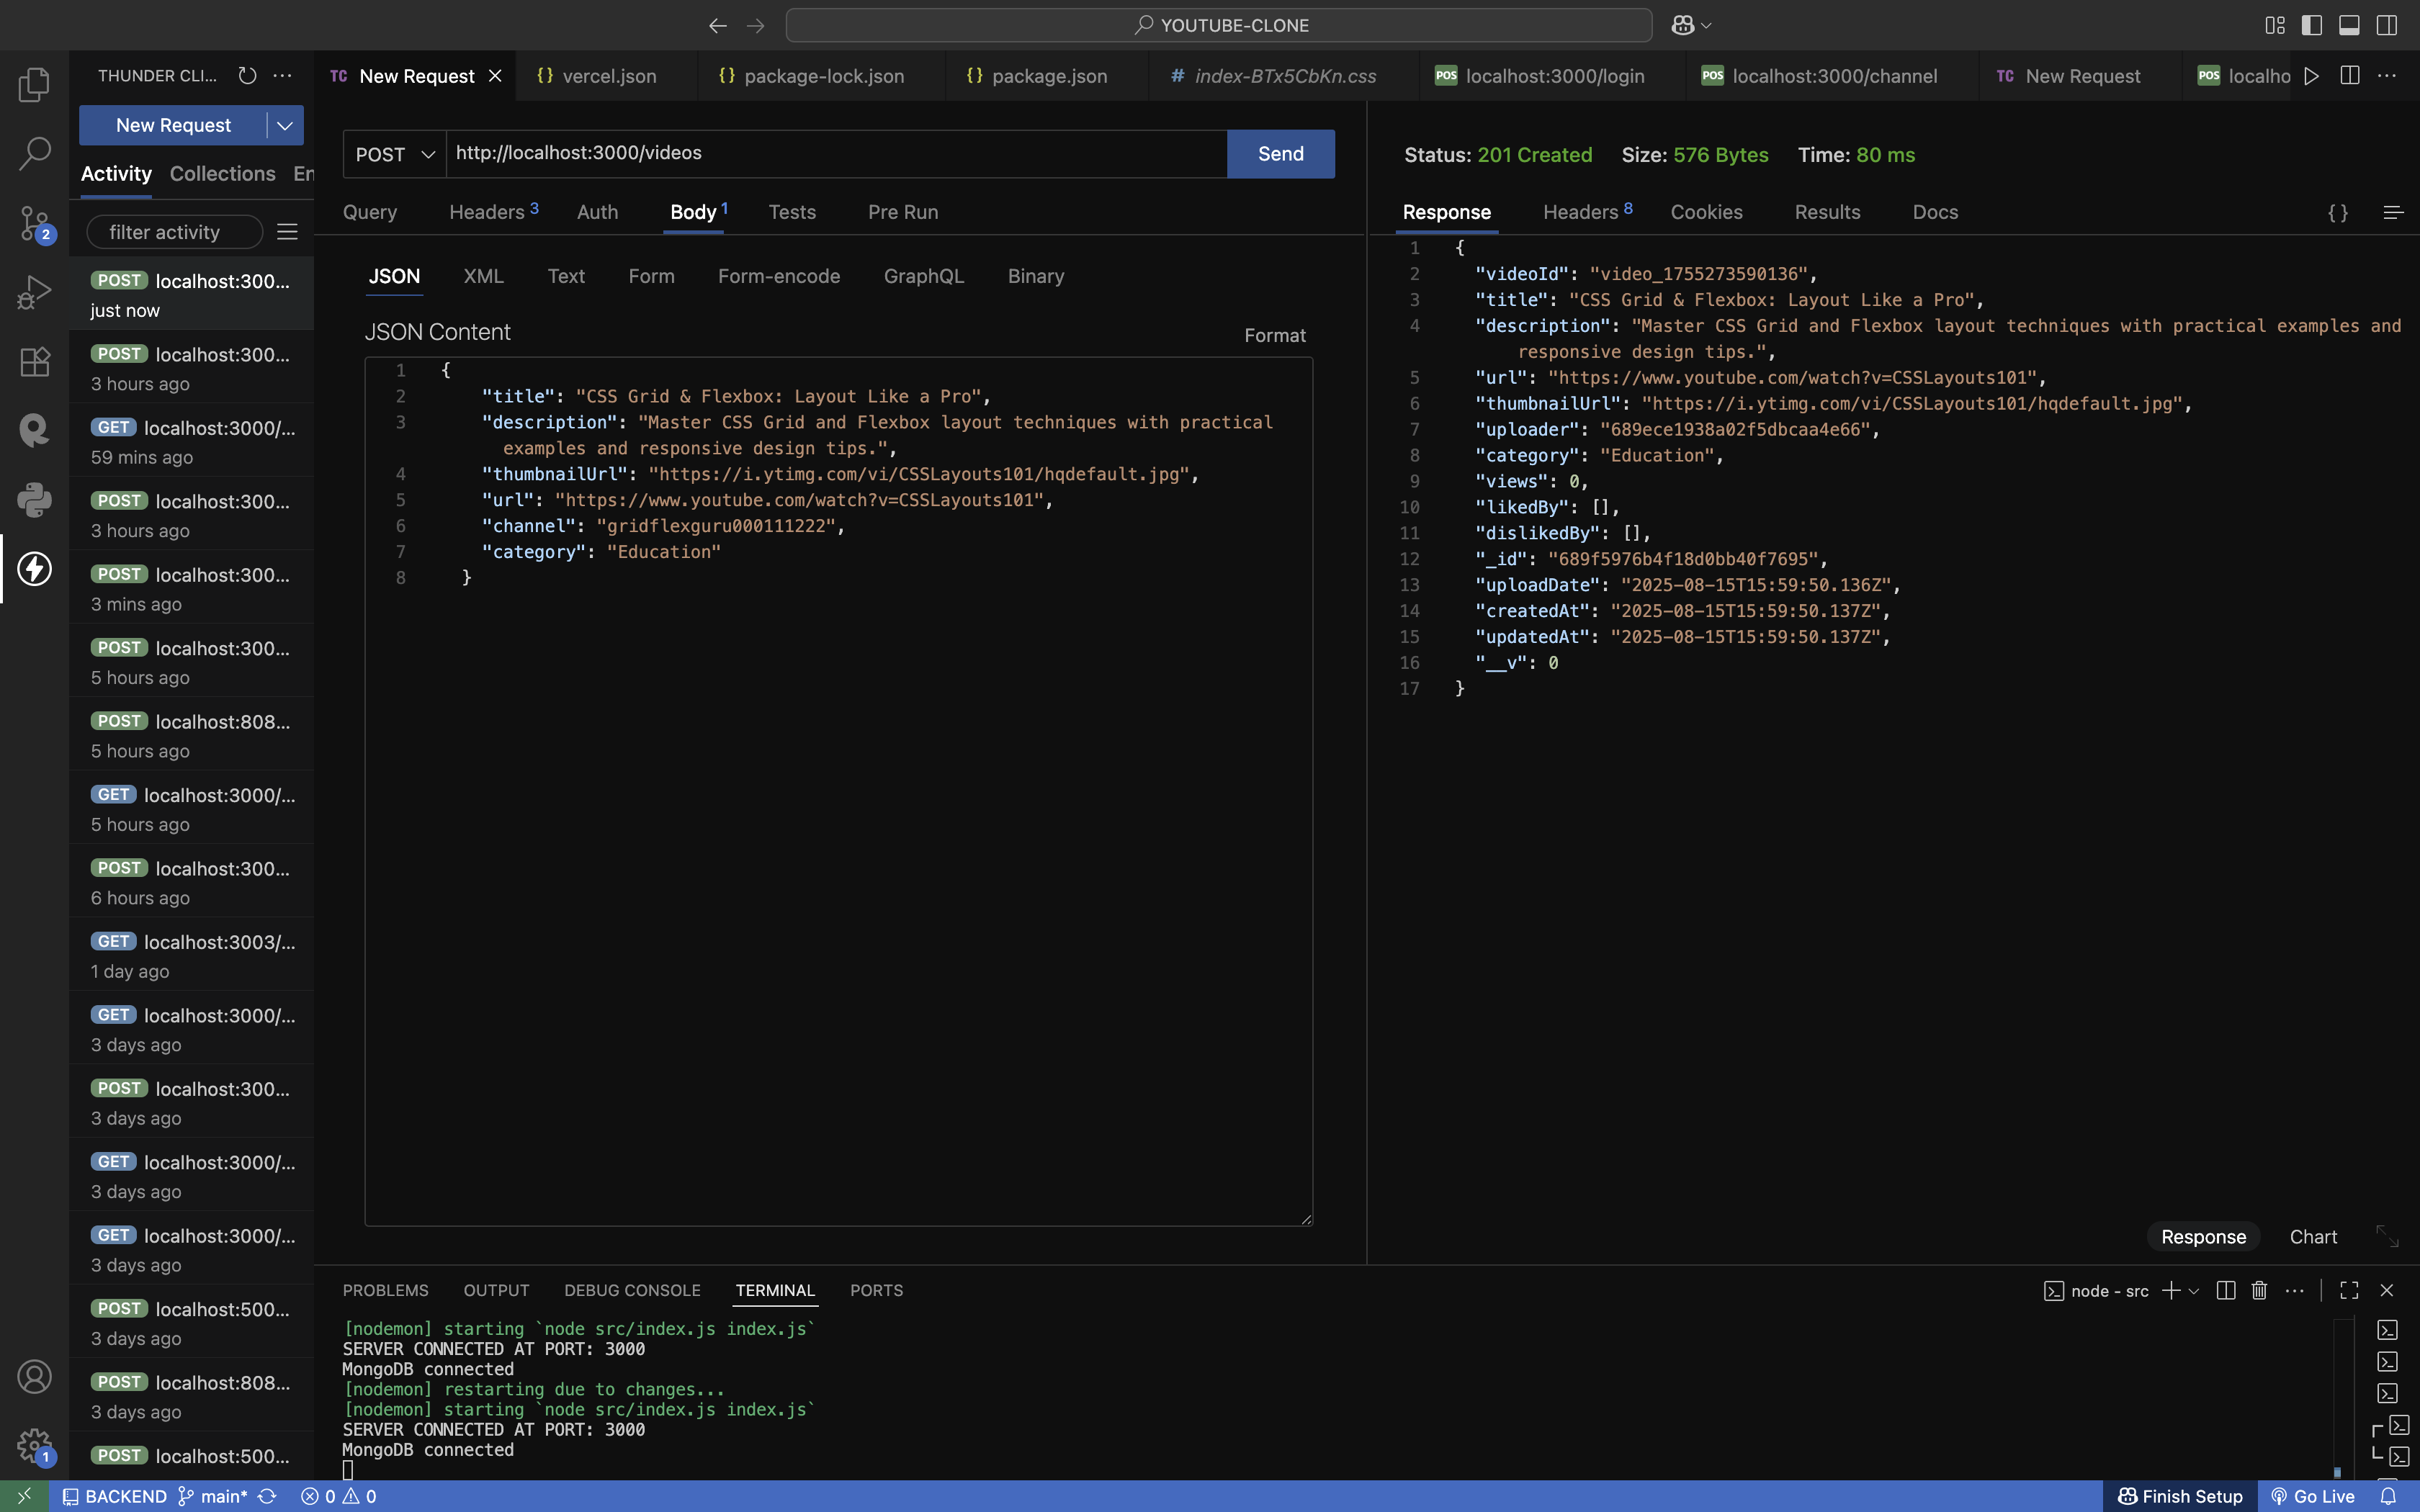 YOUTUBE-CLONE
THUNDER CLI...
TC New Request
{} vercel.json
{} package-lock.json
{} package.json
# index-BTx5CbKn.css
POS localhost:3000/login
POS localhost:3000/channel
TC New Request
POS localho
New Request
Activity Collections En
filter activity
POST localhost:300...
just now
POST localhost:300...
3 hours ago
GET localhost:3000/...
59 mins ago
POST localhost:300...
3 hours ago
POST localhost:300...
3 mins ago
POST localhost:300...
5 hours ago
POST localhost:808...
5 hours ago
GET localhost:3000/...
5 hours ago
POST localhost:300...
6 hours ago
GET localhost:3003/...
1 day ago
GET localhost:3000/...
3 days ago
POST localhost:300...
3 days ago
GET localhost:3000/...
3 days ago
GET localhost:3000/...
3 days ago
POST localhost:500...
3 days ago
POST localhost:808...
3 days ago
POST localhost:500...
2
1
POST http://localhost:3000/videos Send
Query Headers 3 Auth Body 1 Tests Pre Run
JSON XML Text Form Form-encode GraphQL Binary
JSON Content Format
1 {
2 "title": "CSS Grid & Flexbox: Layout Like a Pro",
3 "description": "Master CSS Grid and Flexbox layout techniques with practical
examples and responsive design tips.",
4 "thumbnailUrl": "https://i.ytimg.com/vi/CSSLayouts101/hqdefault.jpg",
5 "url": "https://www.youtube.com/watch?v=CSSLayouts101",
6 "channel": "gridflexguru000111222",
7 "category": "Education"
8 }
Status: 201 Created Size: 576 Bytes Time: 80 ms
Response Headers 8 Cookies Results Docs {}
1 {
2 "videoId": "video_1755273590136",
3 "title": "CSS Grid & Flexbox: Layout Like a Pro",
4 "description": "Master CSS Grid and Flexbox layout techniques with practical examples and
responsive design tips.",
5 "url": "https://www.youtube.com/watch?v=CSSLayouts101",
6 "thumbnailUrl": "https://i.ytimg.com/vi/CSSLayouts101/hqdefault.jpg",
7 "uploader": "689ece1938a02f5dbcaa4e66",
8 "category": "Education",
9 "views": 0,
10 "likedBy": [],
11 "dislikedBy": [],
12 "_id": "689f5976b4f18d0bb40f7695",
13 "uploadDate": "2025-08-15T15:59:50.136Z",
14 "createdAt": "2025-08-15T15:59:50.137Z",
15 "updatedAt": "2025-08-15T15:59:50.137Z",
16 "__v": 0
17 }
Response Chart
PROBLEMS OUTPUT DEBUG CONSOLE TERMINAL PORTS
node - src
[nodemon] starting `node src/index.js index.js`
SERVER CONNECTED AT PORT: 3000
MongoDB connected
[nodemon] restarting due to changes...
[nodemon] starting `node src/index.js index.js`
SERVER CONNECTED AT PORT: 3000
MongoDB connected
BACKEND main* 0 0 Finish Setup Go Live